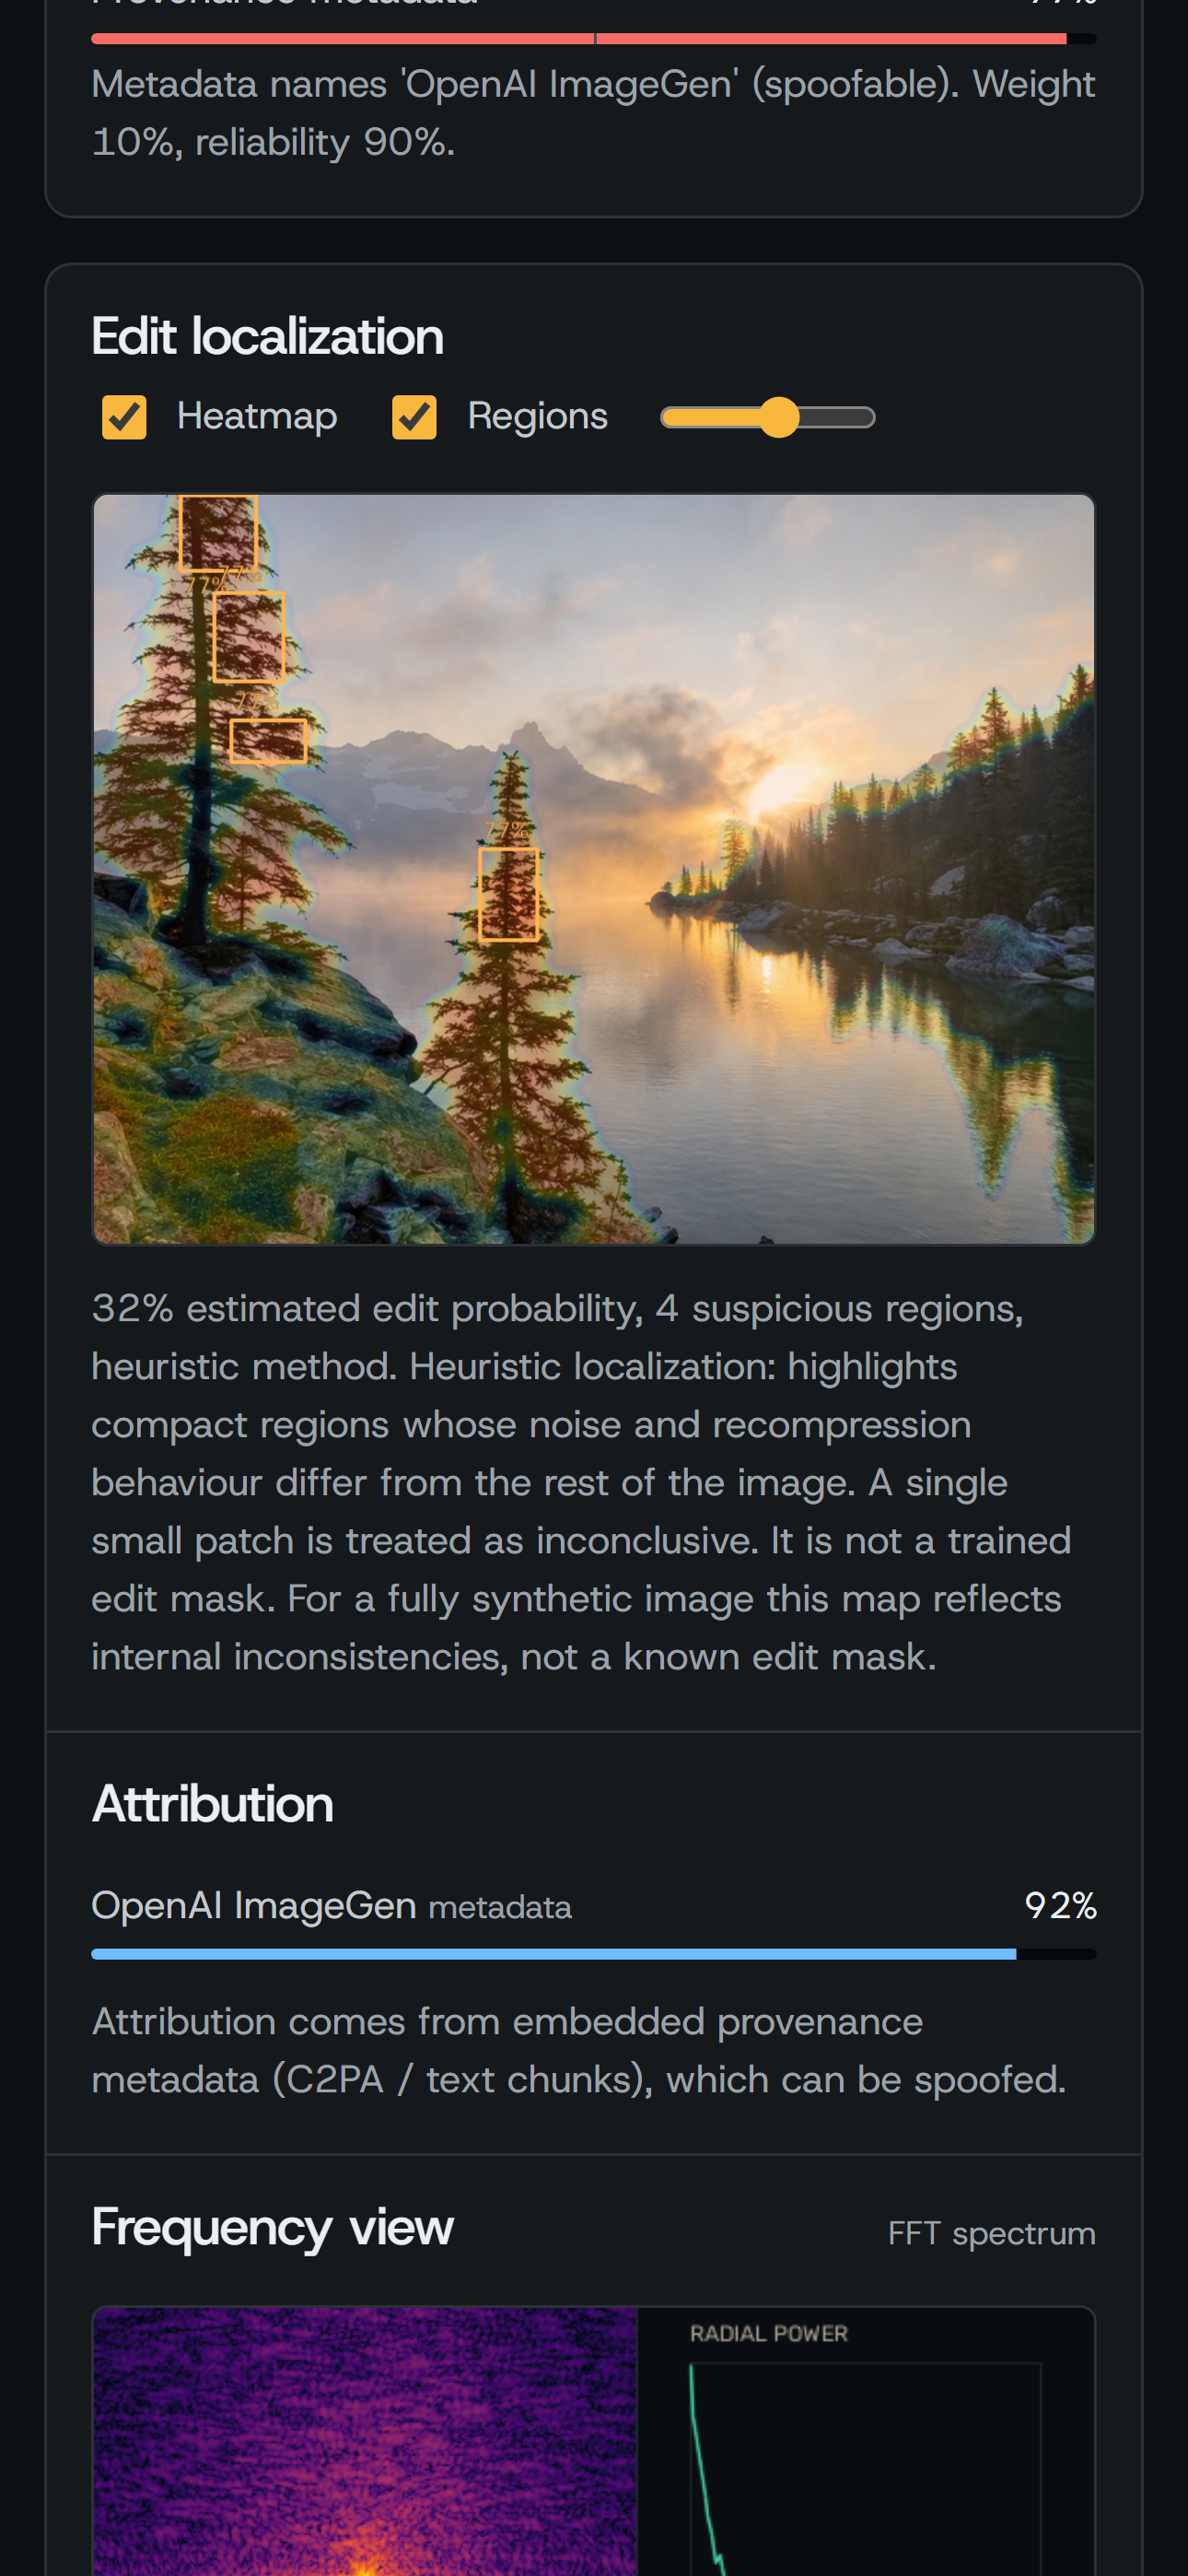 Provenance metadata 97%
Metadata names 'OpenAI ImageGen' (spoofable). Weight
10%, reliability 90%.
Edit localization
Heatmap Regions
77%
77%
77%
77%
32% estimated edit probability, 4 suspicious regions,
heuristic method. Heuristic localization: highlights
compact regions whose noise and recompression
behaviour differ from the rest of the image. A single
small patch is treated as inconclusive. It is not a trained
edit mask. For a fully synthetic image this map reflects
internal inconsistencies, not a known edit mask.
Attribution
OpenAI ImageGen metadata 92%
Attribution comes from embedded provenance
metadata (C2PA / text chunks), which can be spoofed.
Frequency view FFT spectrum
RADIAL POWER